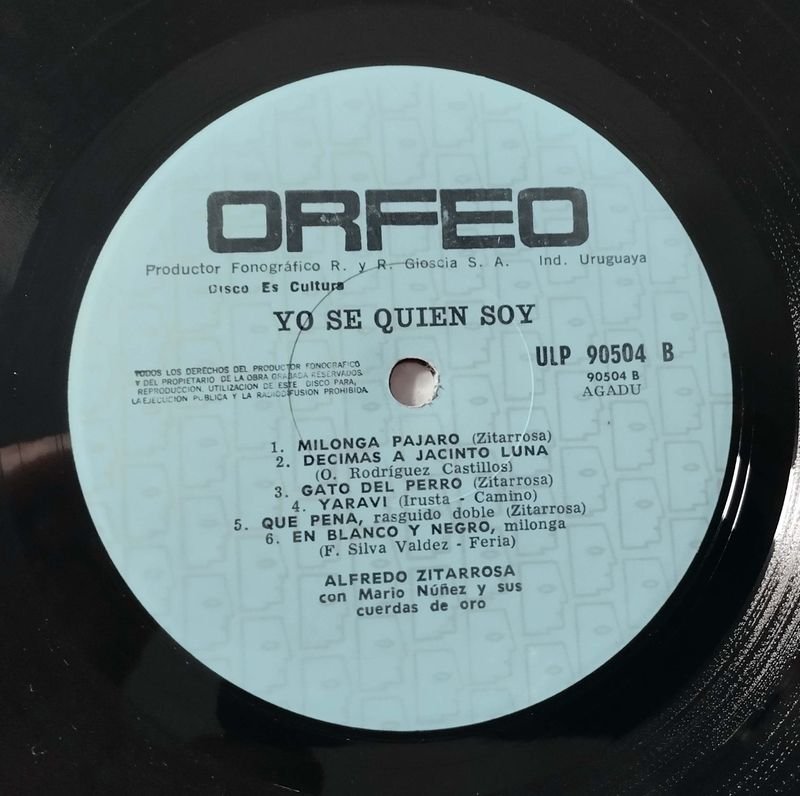 ORFEO
Productor Fonográfico R. y R. Gioscia S. A. Ind. Uruguaya
Disco Es Cultura
YO SE QUIEN SOY
ULP 90504 B
90504 B
AGADU
TODOS LOS DERECHOS DEL PRODUCTOR FONOGRAFICO
Y DEL PROPIETARIO DE LA OBRA GRABADA RESERVADOS
REPRODUCCION, UTILIZACION DE ESTE DISCO PARA,
LA EJECUCION PUBLICA Y LA RADIODIFUSION PROHIBIDA.
1. MILONGA PAJARO (Zitarrosa)
2. DECIMAS A JACINTO LUNA
(O. Rodríguez Castillos)
3. GATO DEL PERRO (Zitarrosa)
4. YARAVI (Irusta - Camino)
5. QUE PENA, rasguido doble (Zitarrosa)
6. EN BLANCO Y NEGRO, milonga
(F. Silva Valdez - Feria)
ALFREDO ZITARROSA
con Mario Núñez y sus
cuerdas de oro